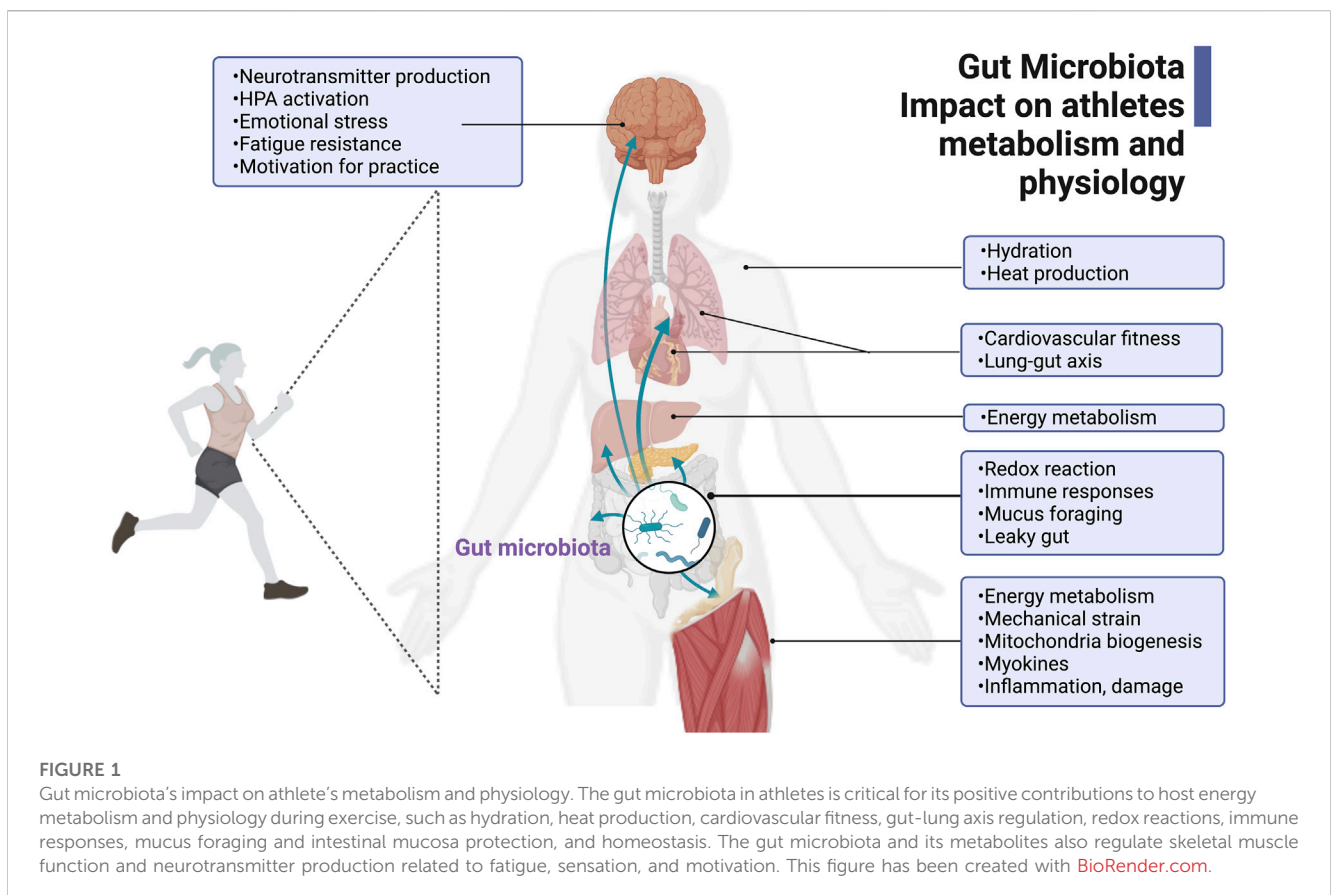 •Neurotransmitter production
•HPA activation
•Emotional stress
•Fatigue resistance
•Motivation for practice
Gut Microbiota
Impact on athletes
metabolism and
physiology
•Hydration
•Heat production
•Cardiovascular fitness
•Lung-gut axis
•Energy metabolism
•Redox reaction
•Immune responses
•Mucus foraging
•Leaky gut
Gut microbiota
•Energy metabolism
•Mechanical strain
•Mitochondria biogenesis
•Myokines
•Inflammation, damage
FIGURE 1
Gut microbiota's impact on athlete's metabolism and physiology. The gut microbiota in athletes is critical for its positive contributions to host energy
metabolism and physiology during exercise, such as hydration, heat production, cardiovascular fitness, gut-lung axis regulation, redox reactions, immune
responses, mucus foraging and intestinal mucosa protection, and homeostasis. The gut microbiota and its metabolites also regulate skeletal muscle
function and neurotransmitter production related to fatigue, sensation, and motivation. This figure has been created with BioRender.com.